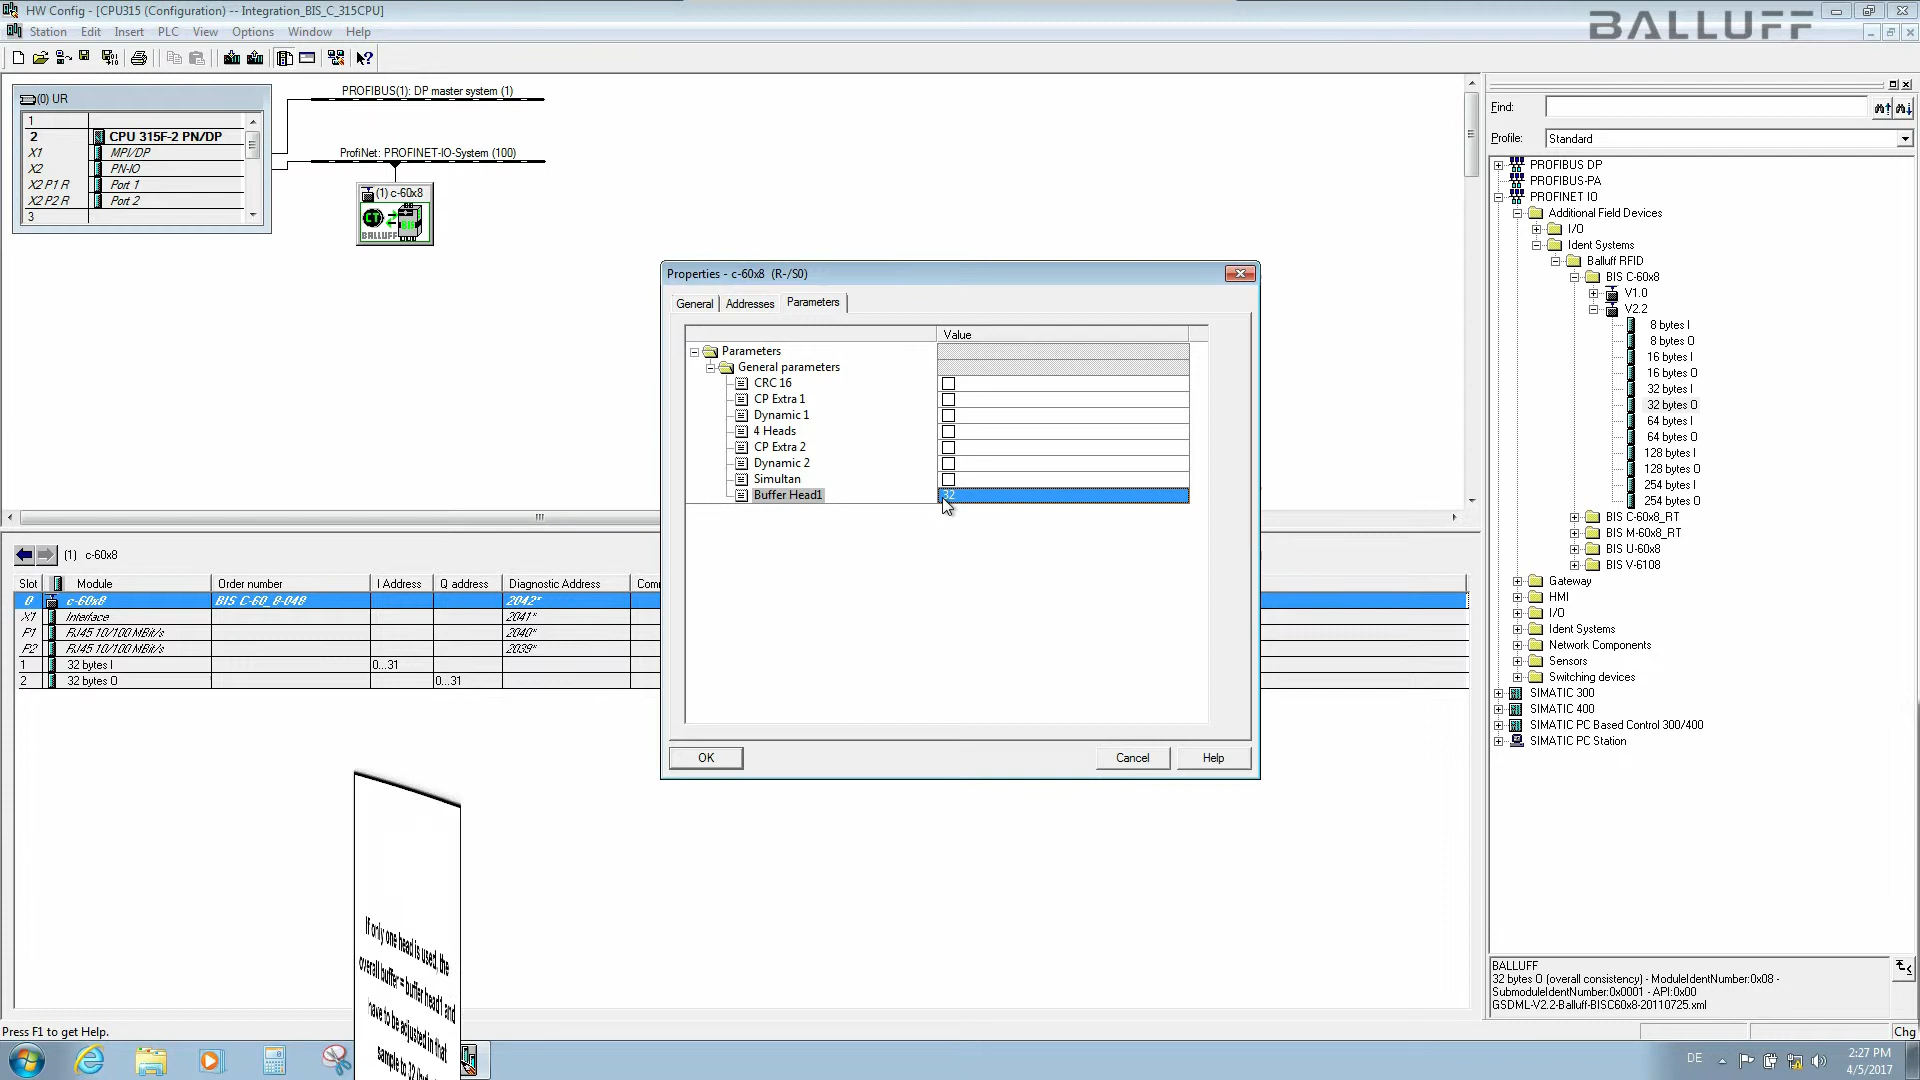 HW Config - [CPU315 (Configuration) -- Integration_BIS_C_315CPU]
BALLUFF
Station Edit Insert PLC View Options Window Help
(0) UR
1
2 CPU 315F-2 PN/DP
X1 MPI/DP
X2 PN-IO
X2 P1 R Port 1
X2 P2 R Port 2
3
PROFIBUS(1): DP master system (1)
ProfiNet: PROFINET-IO-System (100)
(1) c-60x8
BIS
BALLUFF
Properties - c-60x8 (R-/S0)
General Addresses Parameters
Value
Parameters
General parameters
CRC 16
CP Extra 1
Dynamic 1
4 Heads
CP Extra 2
Dynamic 2
Simultan
Buffer Head1 32
OK Cancel Help
(1) c-60x8
Slot Module Order number I Address Q address Diagnostic Address Com
0 c-60x8 BIS C-60_8-048 2042*
X1 Interface 2041*
P1 RJ45 10/100 MBit/s 2040*
P2 RJ45 10/100 MBit/s 2039*
1 32 bytes I 0...31
2 32 bytes O 0...31
If only one head is used, the
overall buffer = buffer head1 and
have to be adjusted in that
sample to 32
Find:
Profile: Standard
PROFIBUS DP
PROFIBUS-PA
PROFINET IO
Additional Field Devices
I/O
Ident Systems
Balluff RFID
BIS C-60x8
V1.0
V2.2
8 bytes I
8 bytes O
16 bytes I
16 bytes O
32 bytes I
32 bytes O
64 bytes I
64 bytes O
128 bytes I
128 bytes O
254 bytes I
254 bytes O
BIS C-60x8_RT
BIS M-60x8_RT
BIS U-60x8
BIS V-6108
Gateway
HMI
I/O
Ident Systems
Network Components
Sensors
Switching devices
SIMATIC 300
SIMATIC 400
SIMATIC PC Based Control 300/400
SIMATIC PC Station
BALLUFF
32 bytes O (overall consistency) - ModuleIdentNumber:0x08 -
SubmoduleIdentNumber:0x0001 - API:0x00
GSDML-V2.2-Balluff-BISC60x8-20110725.xml
Press F1 to get Help.
Chg
DE
2:27 PM
4/5/2017